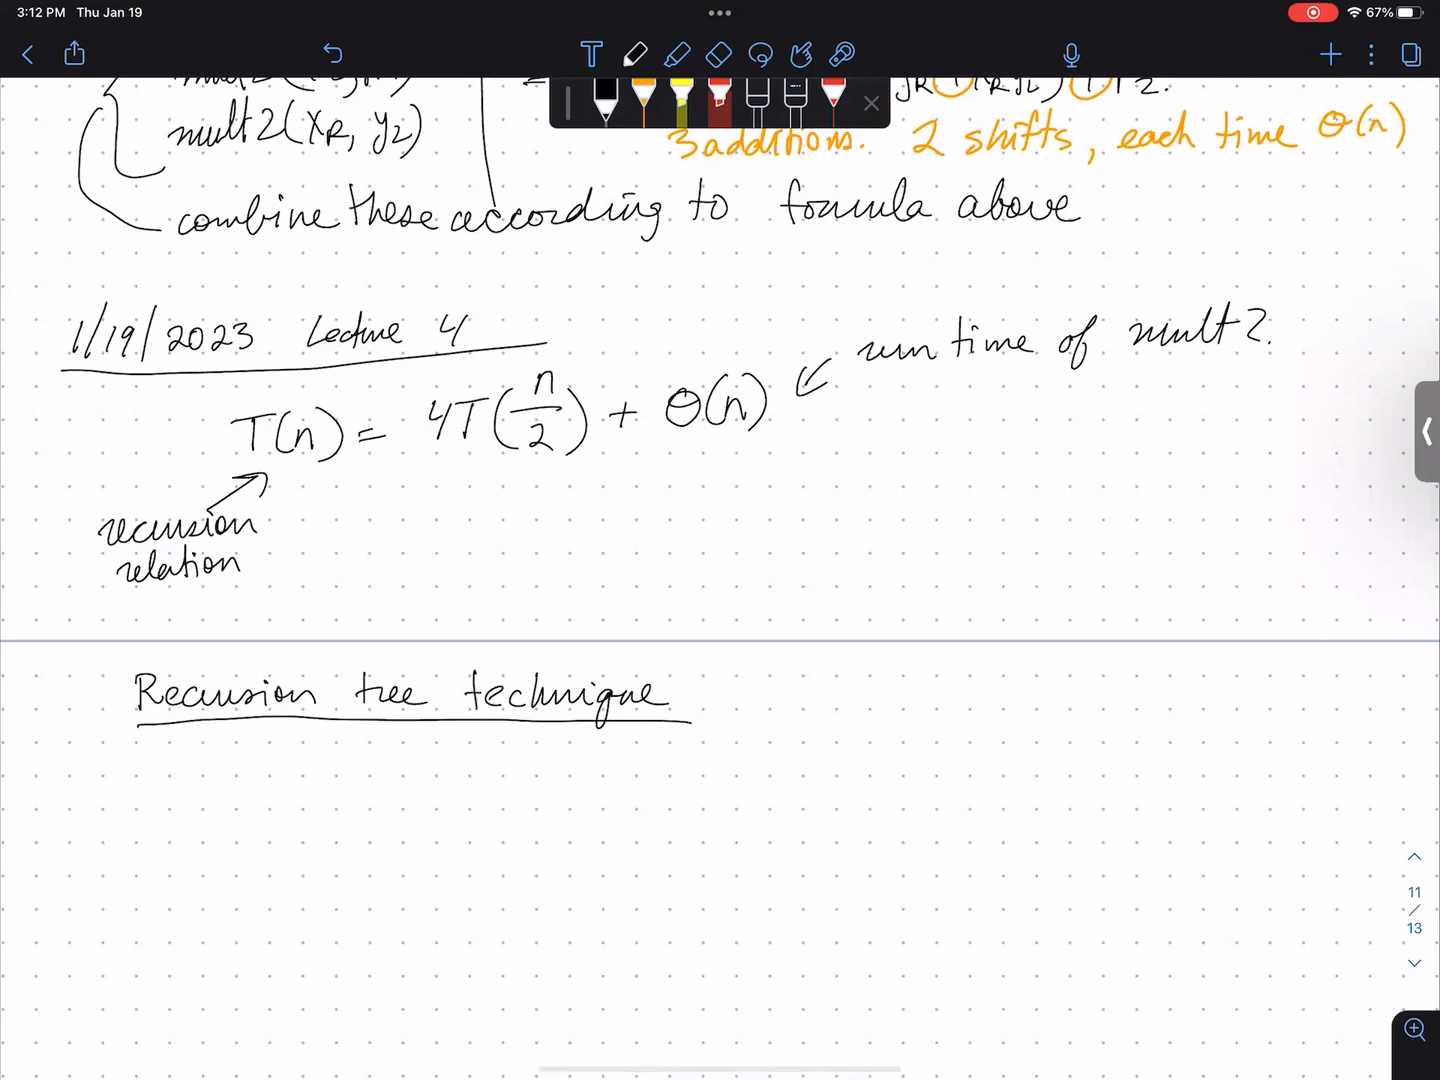 3:12 PM Thu Jan 19
67%
mult2(XR, y2)
3 additions. 2 shifts, each time Θ(n)
combine these according to formula above
1/19/2023 Lecture 4
run time of mult2.
T(n) = 4T(n/2) + Θ(n)
recursion
relation
Recursion tree technique
11
/
13